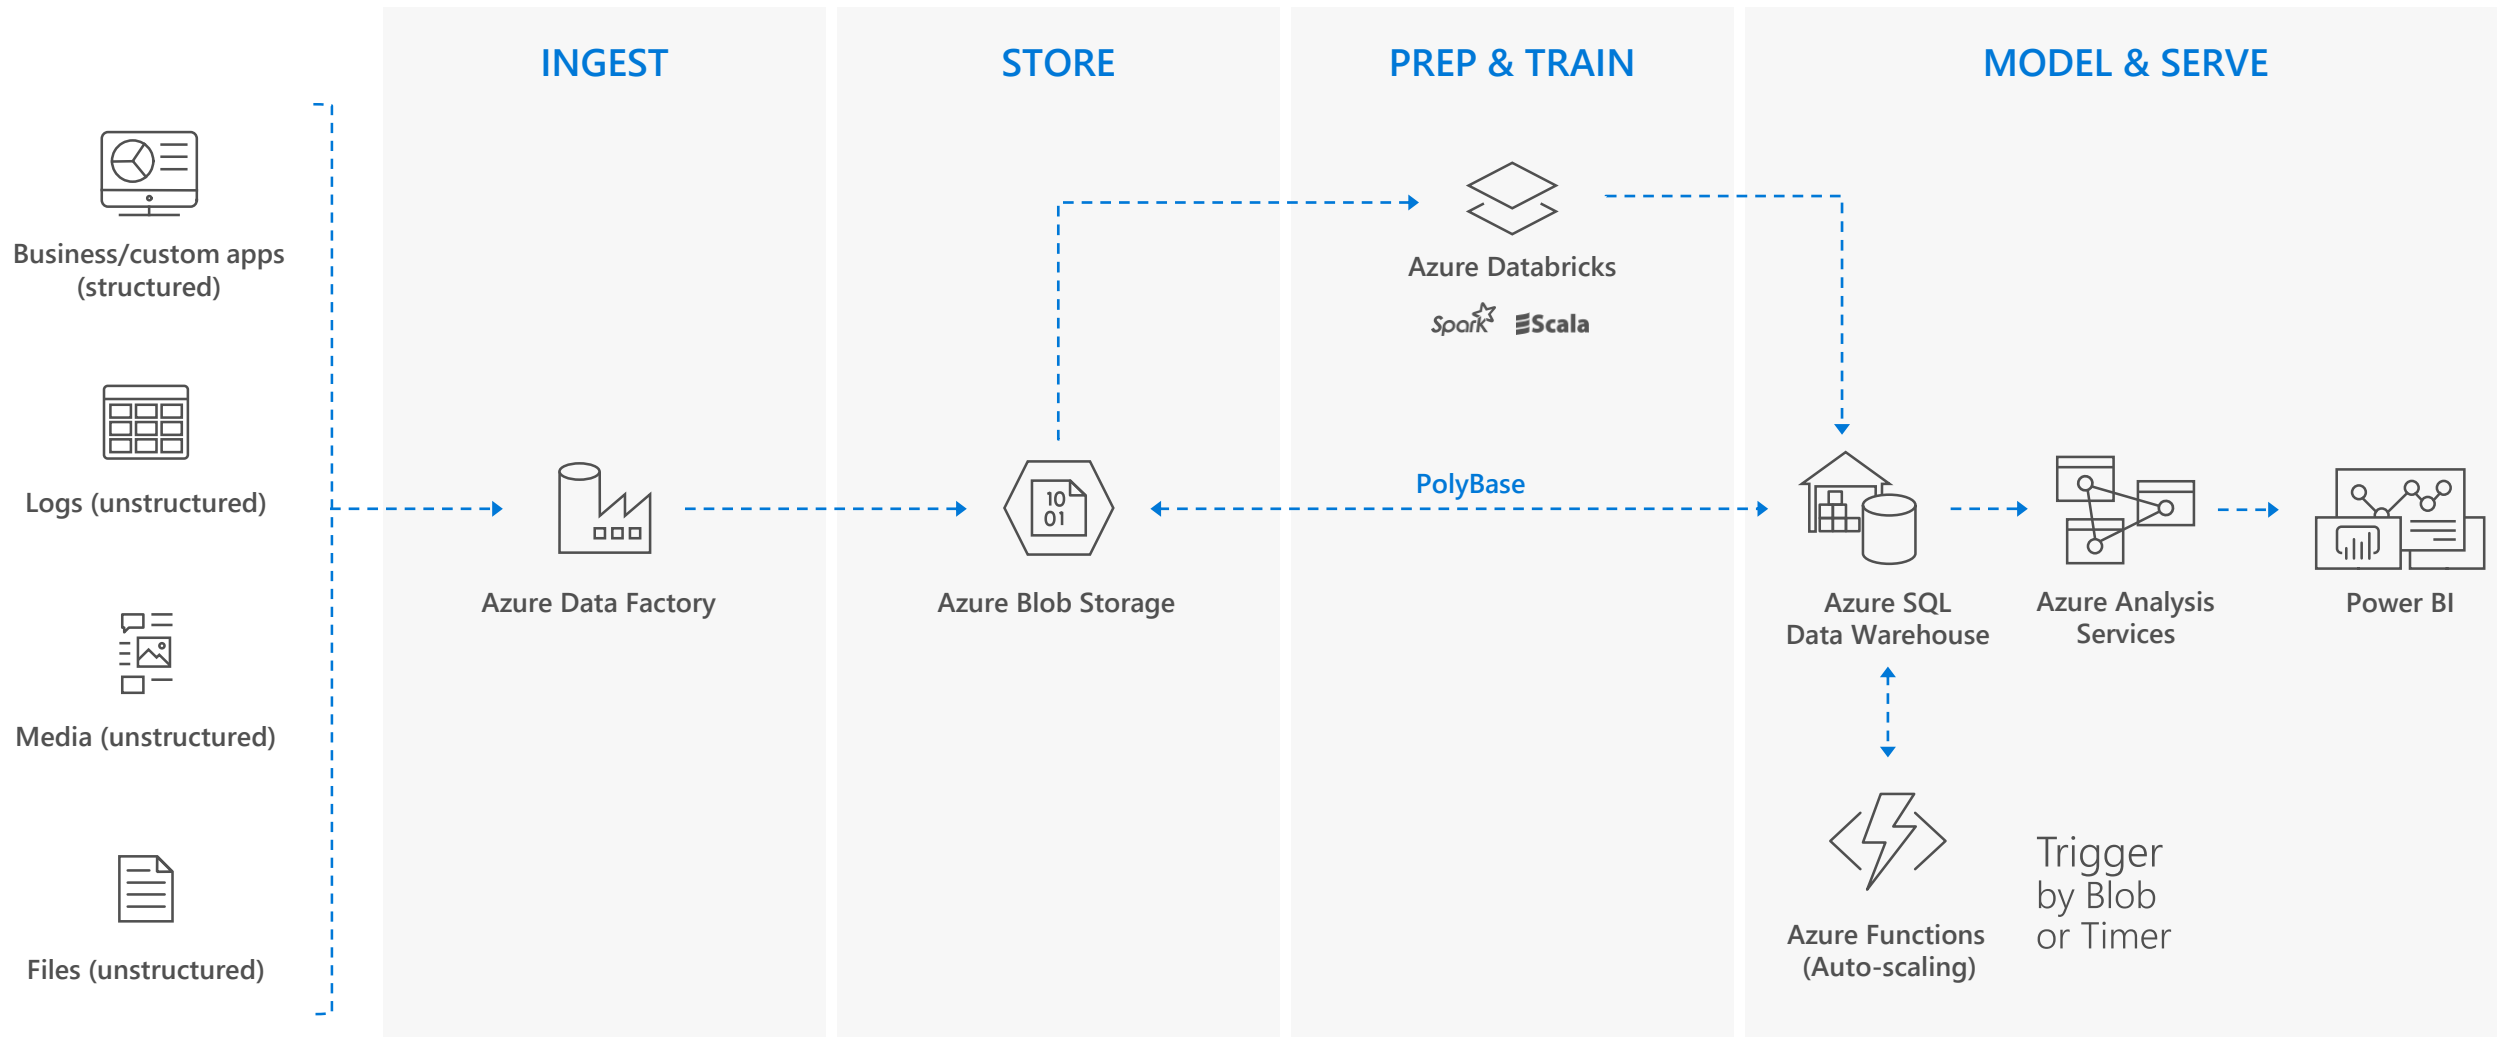 INGEST
STORE
PREP & TRAIN
MODEL & SERVE
Business/custom apps
(structured)
Logs (unstructured)
Media (unstructured)
Files (unstructured)
Azure Data Factory
10
01
Azure Blob Storage
Azure Databricks
Spark
Scala
PolyBase
Azure SQL
Data Warehouse
Azure Analysis
Services
Power BI
Azure Functions
(Auto-scaling)
Trigger
by Blob
or Timer